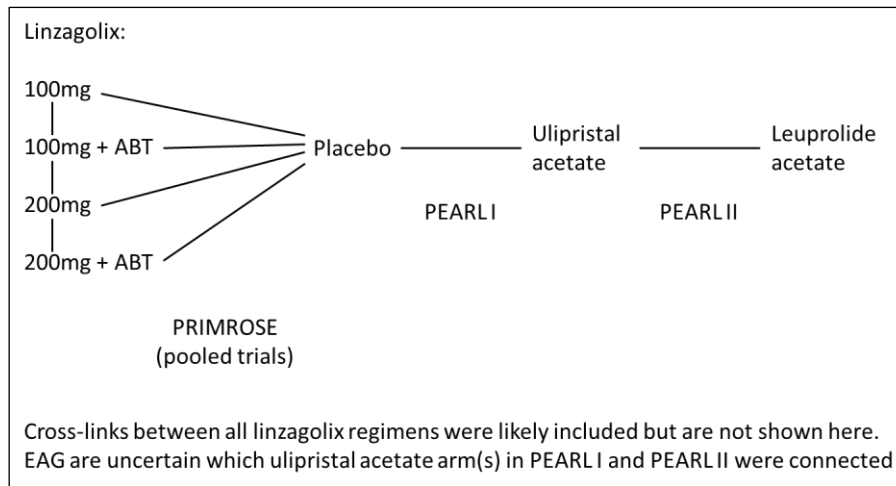 Linzagolix:
100mg
100mg + ABT
200mg
200mg + ABT
Placebo
Ulipristal
acetate
Leuprolide
acetate
PEARL I
PEARL II
PRIMROSE
(pooled trials)
Cross-links between all linzagolix regimens were likely included but are not shown here.
EAG are uncertain which ulipristal acetate arm(s) in PEARL I and PEARL II were connected